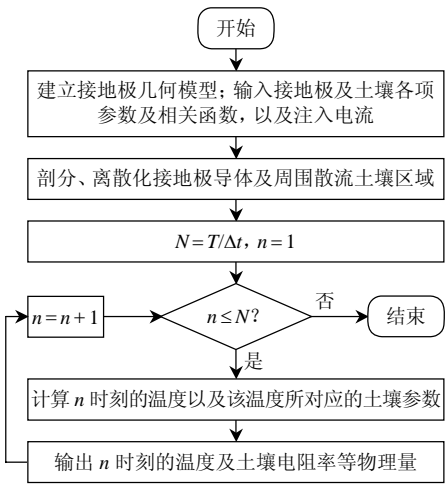 开始
建立接地极几何模型；输入接地极及土壤各项
参数及相关函数，以及注入电流
剖分、离散化接地极导体及周围散流土壤区域
N=T/Δt，n=1
n=n+1
n≤N？
否
结束
是
计算 n 时刻的温度以及该温度所对应的土壤参数
输出 n 时刻的温度及土壤电阻率等物理量